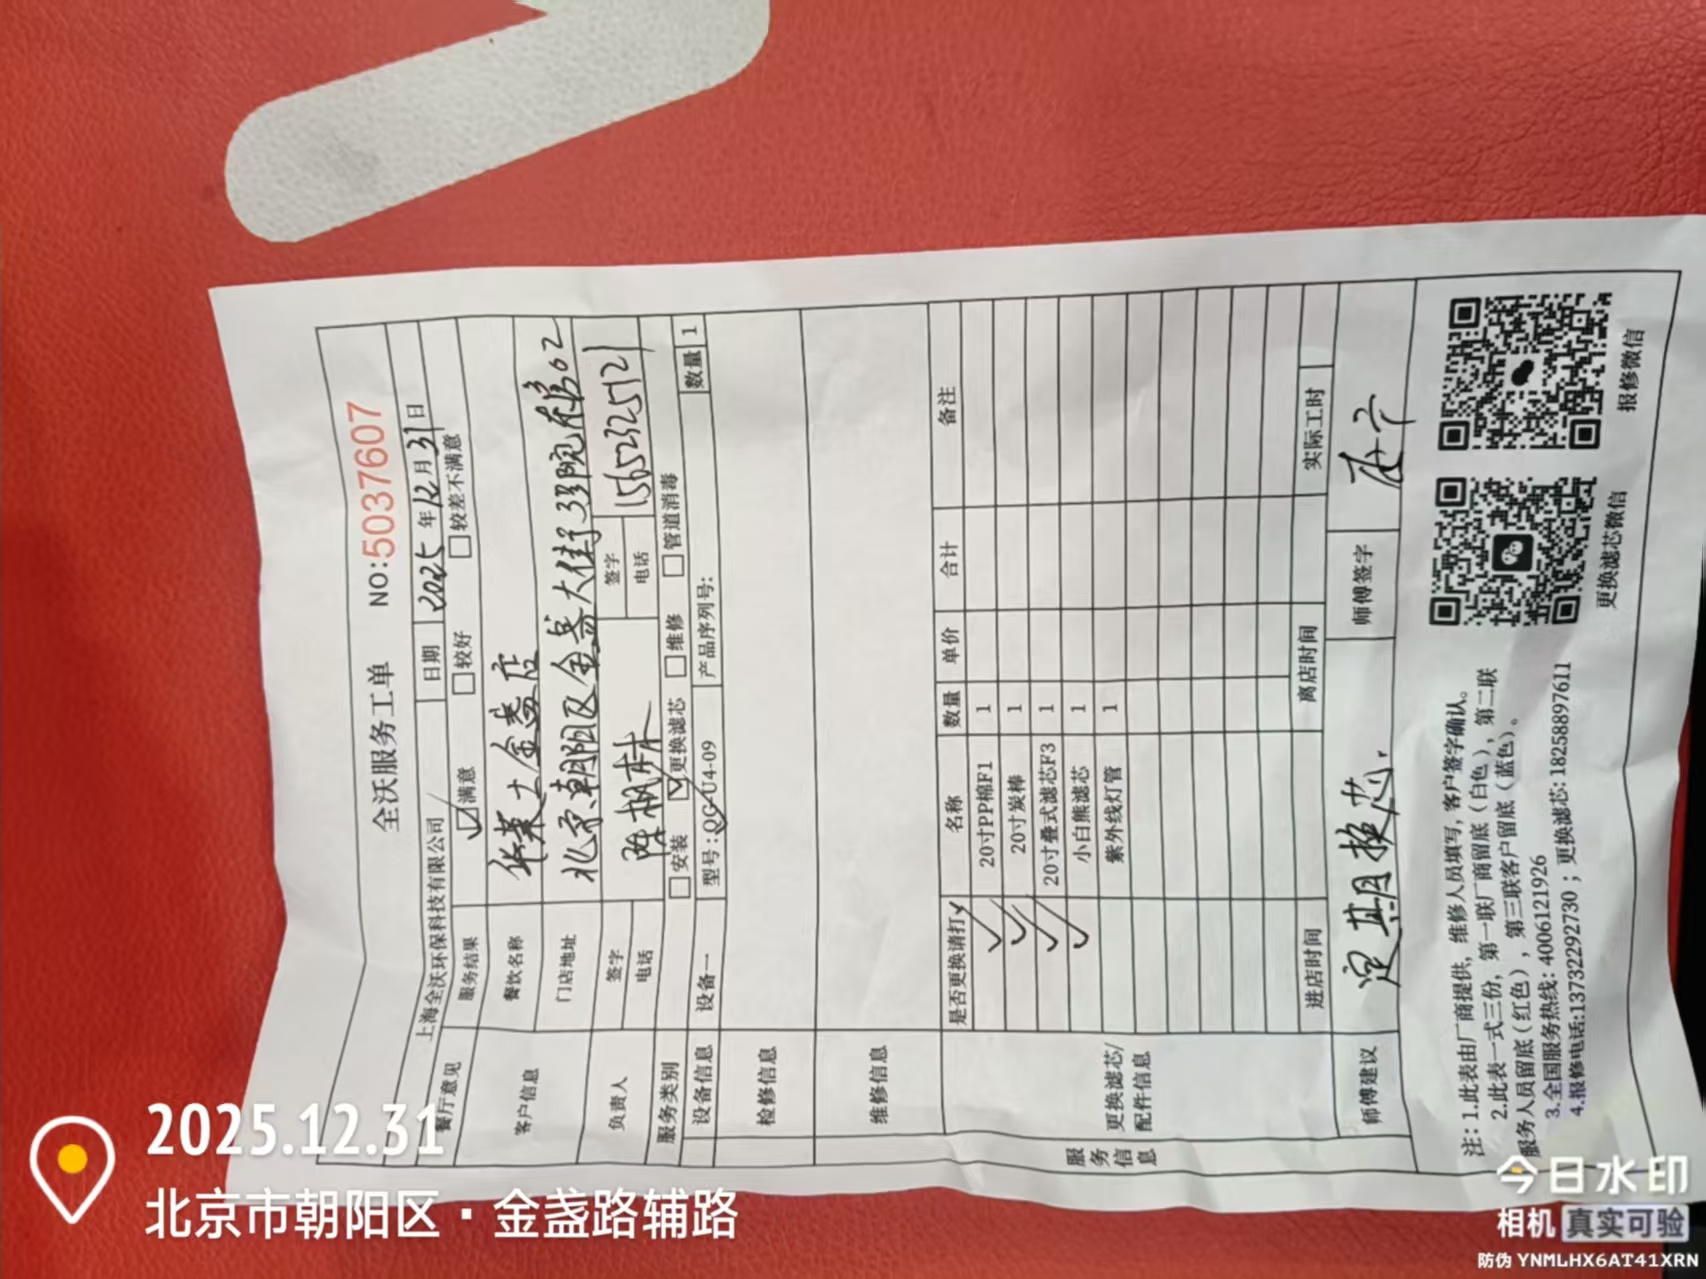 全沃服务工单 NO:5037607
上海全沃环保科技有限公司 日期 2025年12月31日
餐厅意见 服务结果 ☑满意 □较好 □较差不满意
客户信息 餐饮名称 华莱士金盏店
门店地址 北京朝阳区金盏大街33院
负责人 签字 陈枫林 签字
电话 电话 15652325121
服务类别 □安装 ☑更换滤芯 □维修 □管道消毒
设备信息 设备一 型号:QG-U4-09 产品序列号: 数量 1
检修信息
维修信息
服务信息
更换滤芯/配件信息
是否更换请打✓ 名称 数量 单价 合计 备注
✓ 20寸PP棉F1 1
✓ 20寸炭棒 1
✓ 20寸叠式滤芯F3 1
✓ 小白熊滤芯 1
紫外线灯管 1
进店时间 离店时间 实际工时
师傅建议 定期换芯. 师傅签字
注: 1.此表由厂商提供，维修人员填写，客户签字确认。
2.此表一式三份，第一联厂商留底（白色），第二联
服务人员留底（红色），第三联客户留底（蓝色）。
3.全国服务热线: 4006121926
4.报修电话:13732292730；更换滤芯: 18258897611
更换滤芯微信
报修微信
2025.12.31
北京市朝阳区·金盏路辅路
今日水印
相机 真实可验
防伪 YNMLHX6AT41XRN